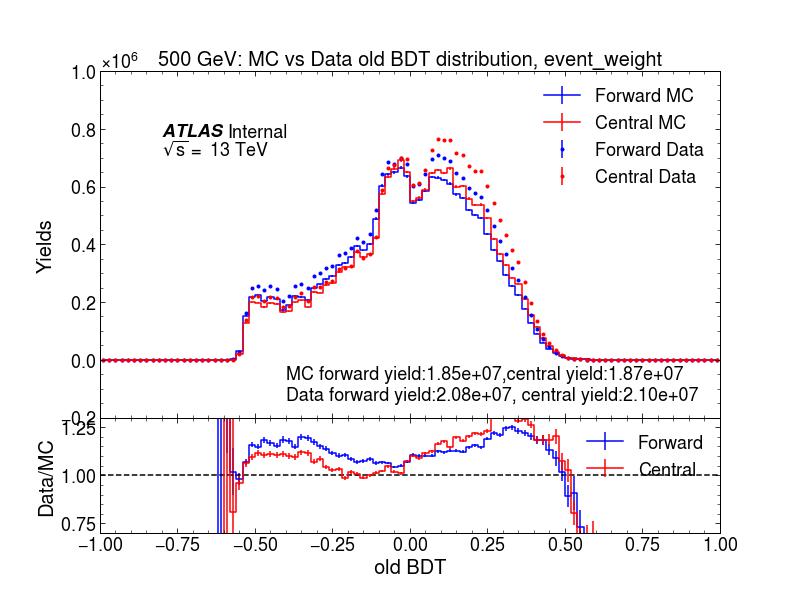 ×10⁶ 500 GeV: MC vs Data old BDT distribution, event_weight
1.0
0.8
0.6
0.4
0.2
0.0
0.2
Yields
ATLAS Internal
√s = 13 TeV
Forward MC
Central MC
Forward Data
Central Data
MC forward yield:1.85e+07,central yield:1.87e+07
Data forward yield:2.08e+07, central yield:2.10e+07
1.25
1.00
0.75
Data/MC
Forward
Central
−1.00 −0.75 −0.50 −0.25 0.00 0.25 0.50 0.75 1.00
old BDT